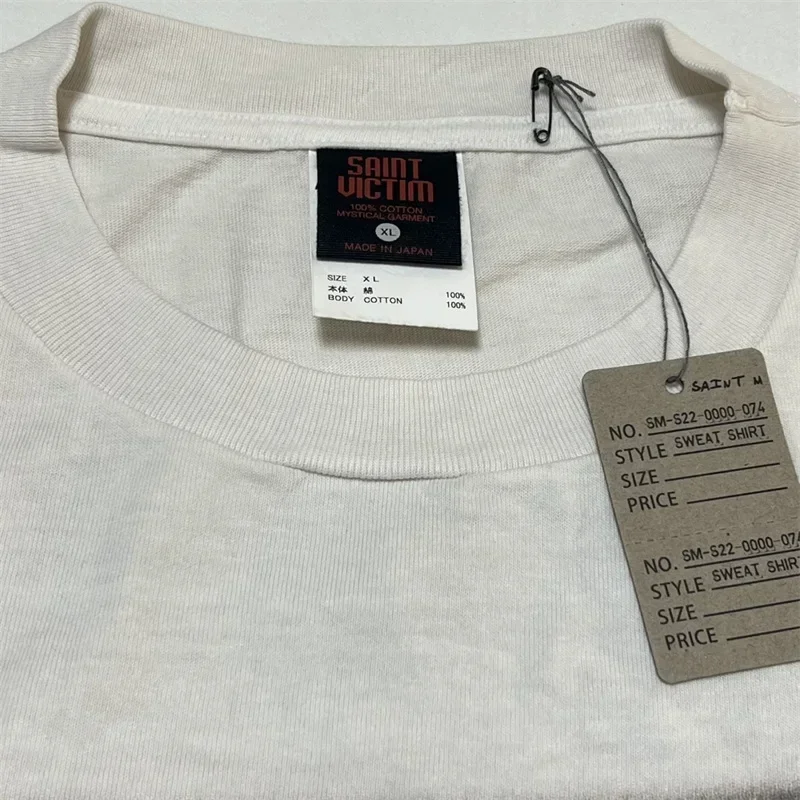 SAINT
VICTIM
100% COTTON
MYSTICAL GARMENT
XL
MADE IN JAPAN
SIZE XL
本体 綿 100%
BODY COTTON 100%
SAINT M
NO. SM-S22-0000-074
STYLE SWEAT SHIRT
SIZE
PRICE
NO. SM-S22-0000-074
STYLE SWEAT SHIRT
SIZE
PRICE